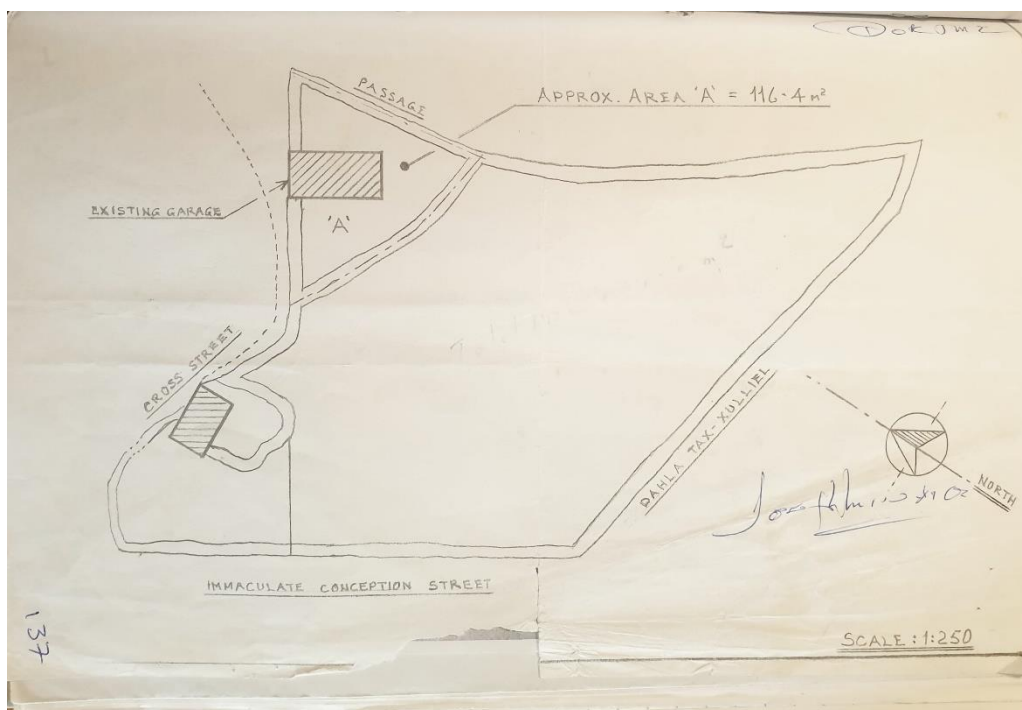 PASSAGE
APPROX. AREA 'A' = 116.4 m²
EXISTING GARAGE
'A'
CROSS STREET
DAHLA TAX-XULLIEL
NORTH
IMMACULATE CONCEPTION STREET
137
SCALE : 1:250